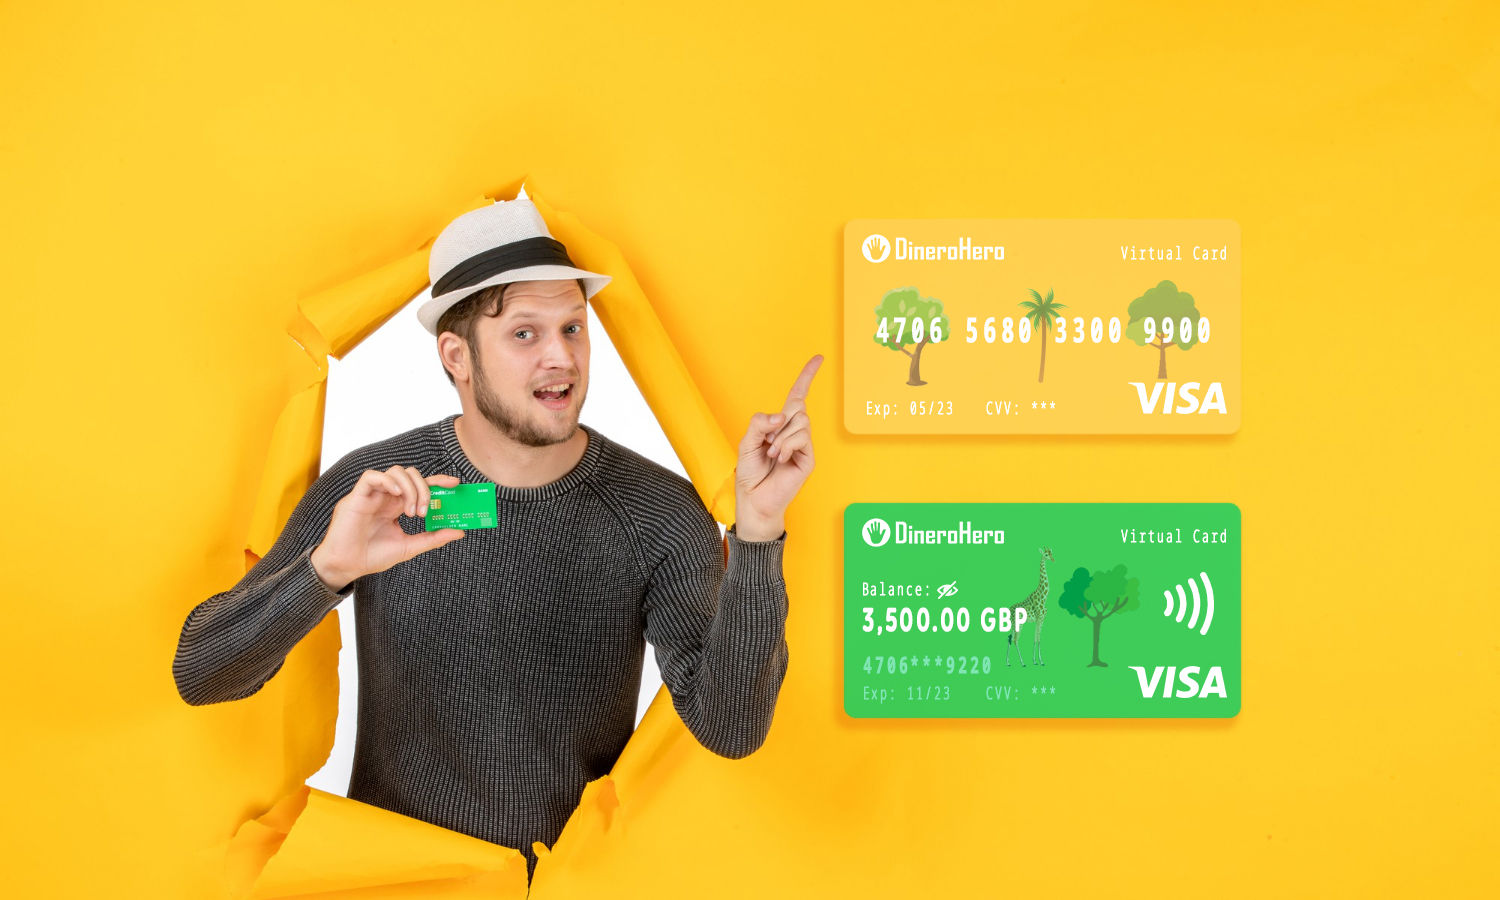 DineroHero
Virtual Card
4706 5680 3300 9900
Exp: 05/23 CVV: ***
VISA
CreditCard
DineroHero
Virtual Card
Balance:
3,500.00 GBP
4706***9220
Exp: 11/23 CVV: ***
VISA